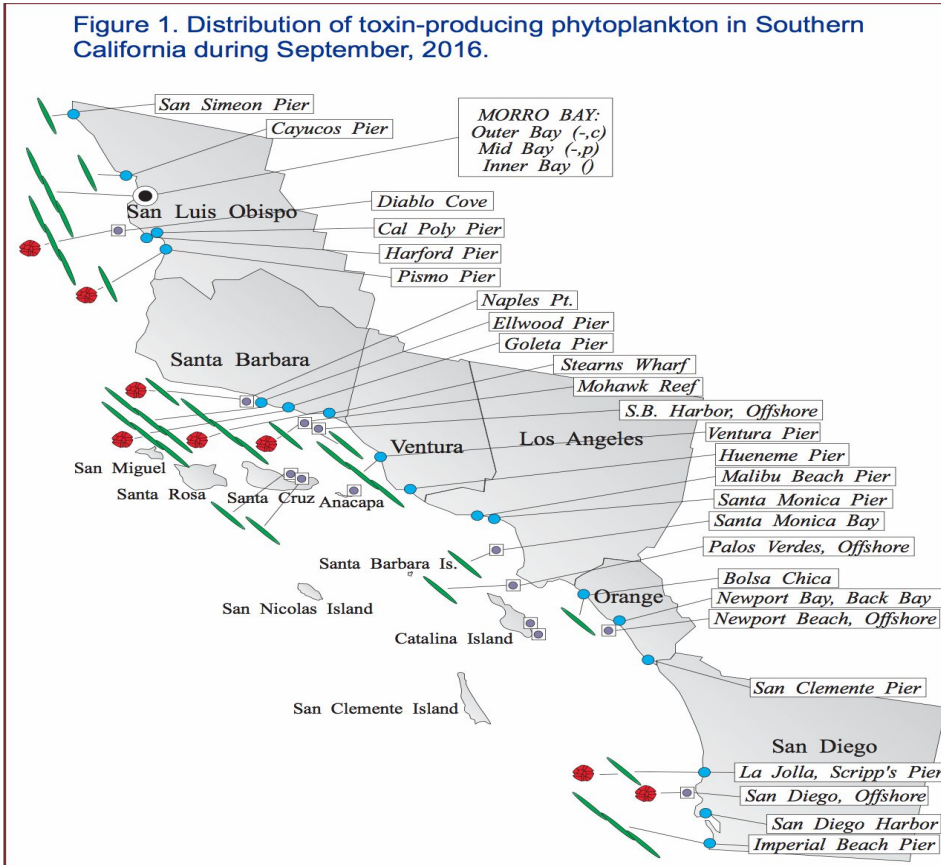 Figure 1. Distribution of toxin-producing phytoplankton in Southern
California during September, 2016.
San Simeon Pier
Cayucos Pier
MORRO BAY:
Outer Bay (-,c)
Mid Bay (-,p)
Inner Bay ()
San Luis Obispo
Diablo Cove
Cal Poly Pier
Harford Pier
Pismo Pier
Naples Pt.
Ellwood Pier
Goleta Pier
Santa Barbara
Stearns Wharf
Mohawk Reef
S.B. Harbor, Offshore
Ventura
Los Angeles
Ventura Pier
Hueneme Pier
Malibu Beach Pier
San Miguel
Santa Rosa
Santa Cruz
Anacapa
Santa Monica Pier
Santa Monica Bay
Palos Verdes, Offshore
Santa Barbara Is.
Bolsa Chica
Orange
Newport Bay, Back Bay
Newport Beach, Offshore
San Nicolas Island
Catalina Island
San Clemente Pier
San Clemente Island
San Diego
La Jolla, Scripp's Pier
San Diego, Offshore
San Diego Harbor
Imperial Beach Pier